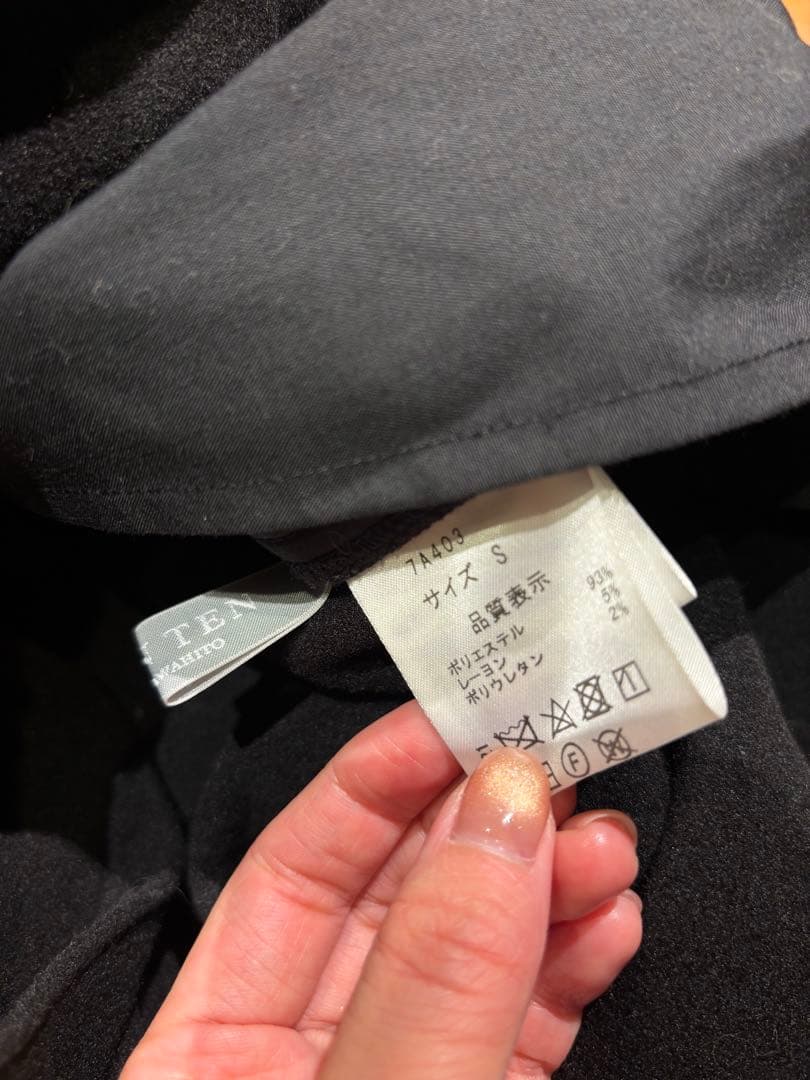 TEN
WAHITO
7A403
サイズ S
品質表示
ポリエステル 93%
レーヨン 5%
ポリウレタン 2%
F